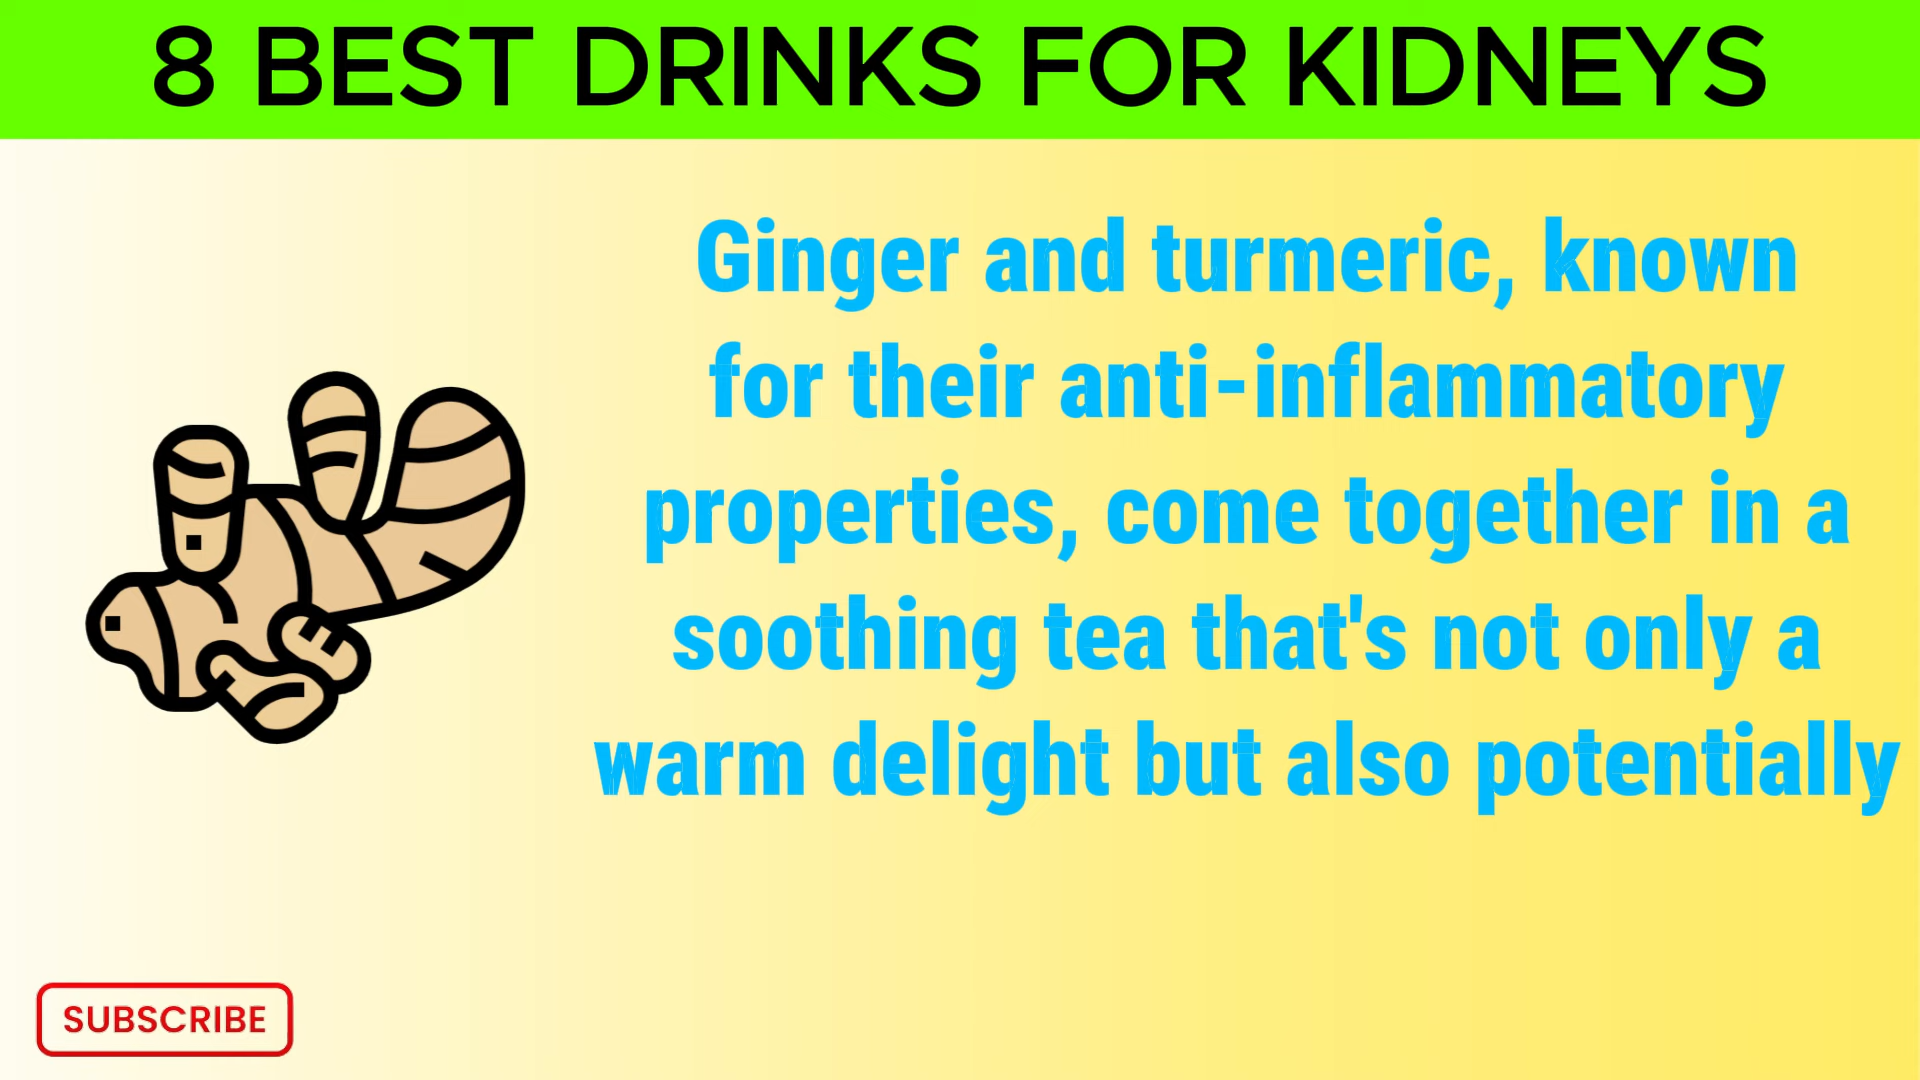 8 BEST DRINKS FOR KIDNEYS
Ginger and turmeric, known
for their anti-inflammatory
properties, come together in a
soothing tea that's not only a
warm delight but also potentially
SUBSCRIBE